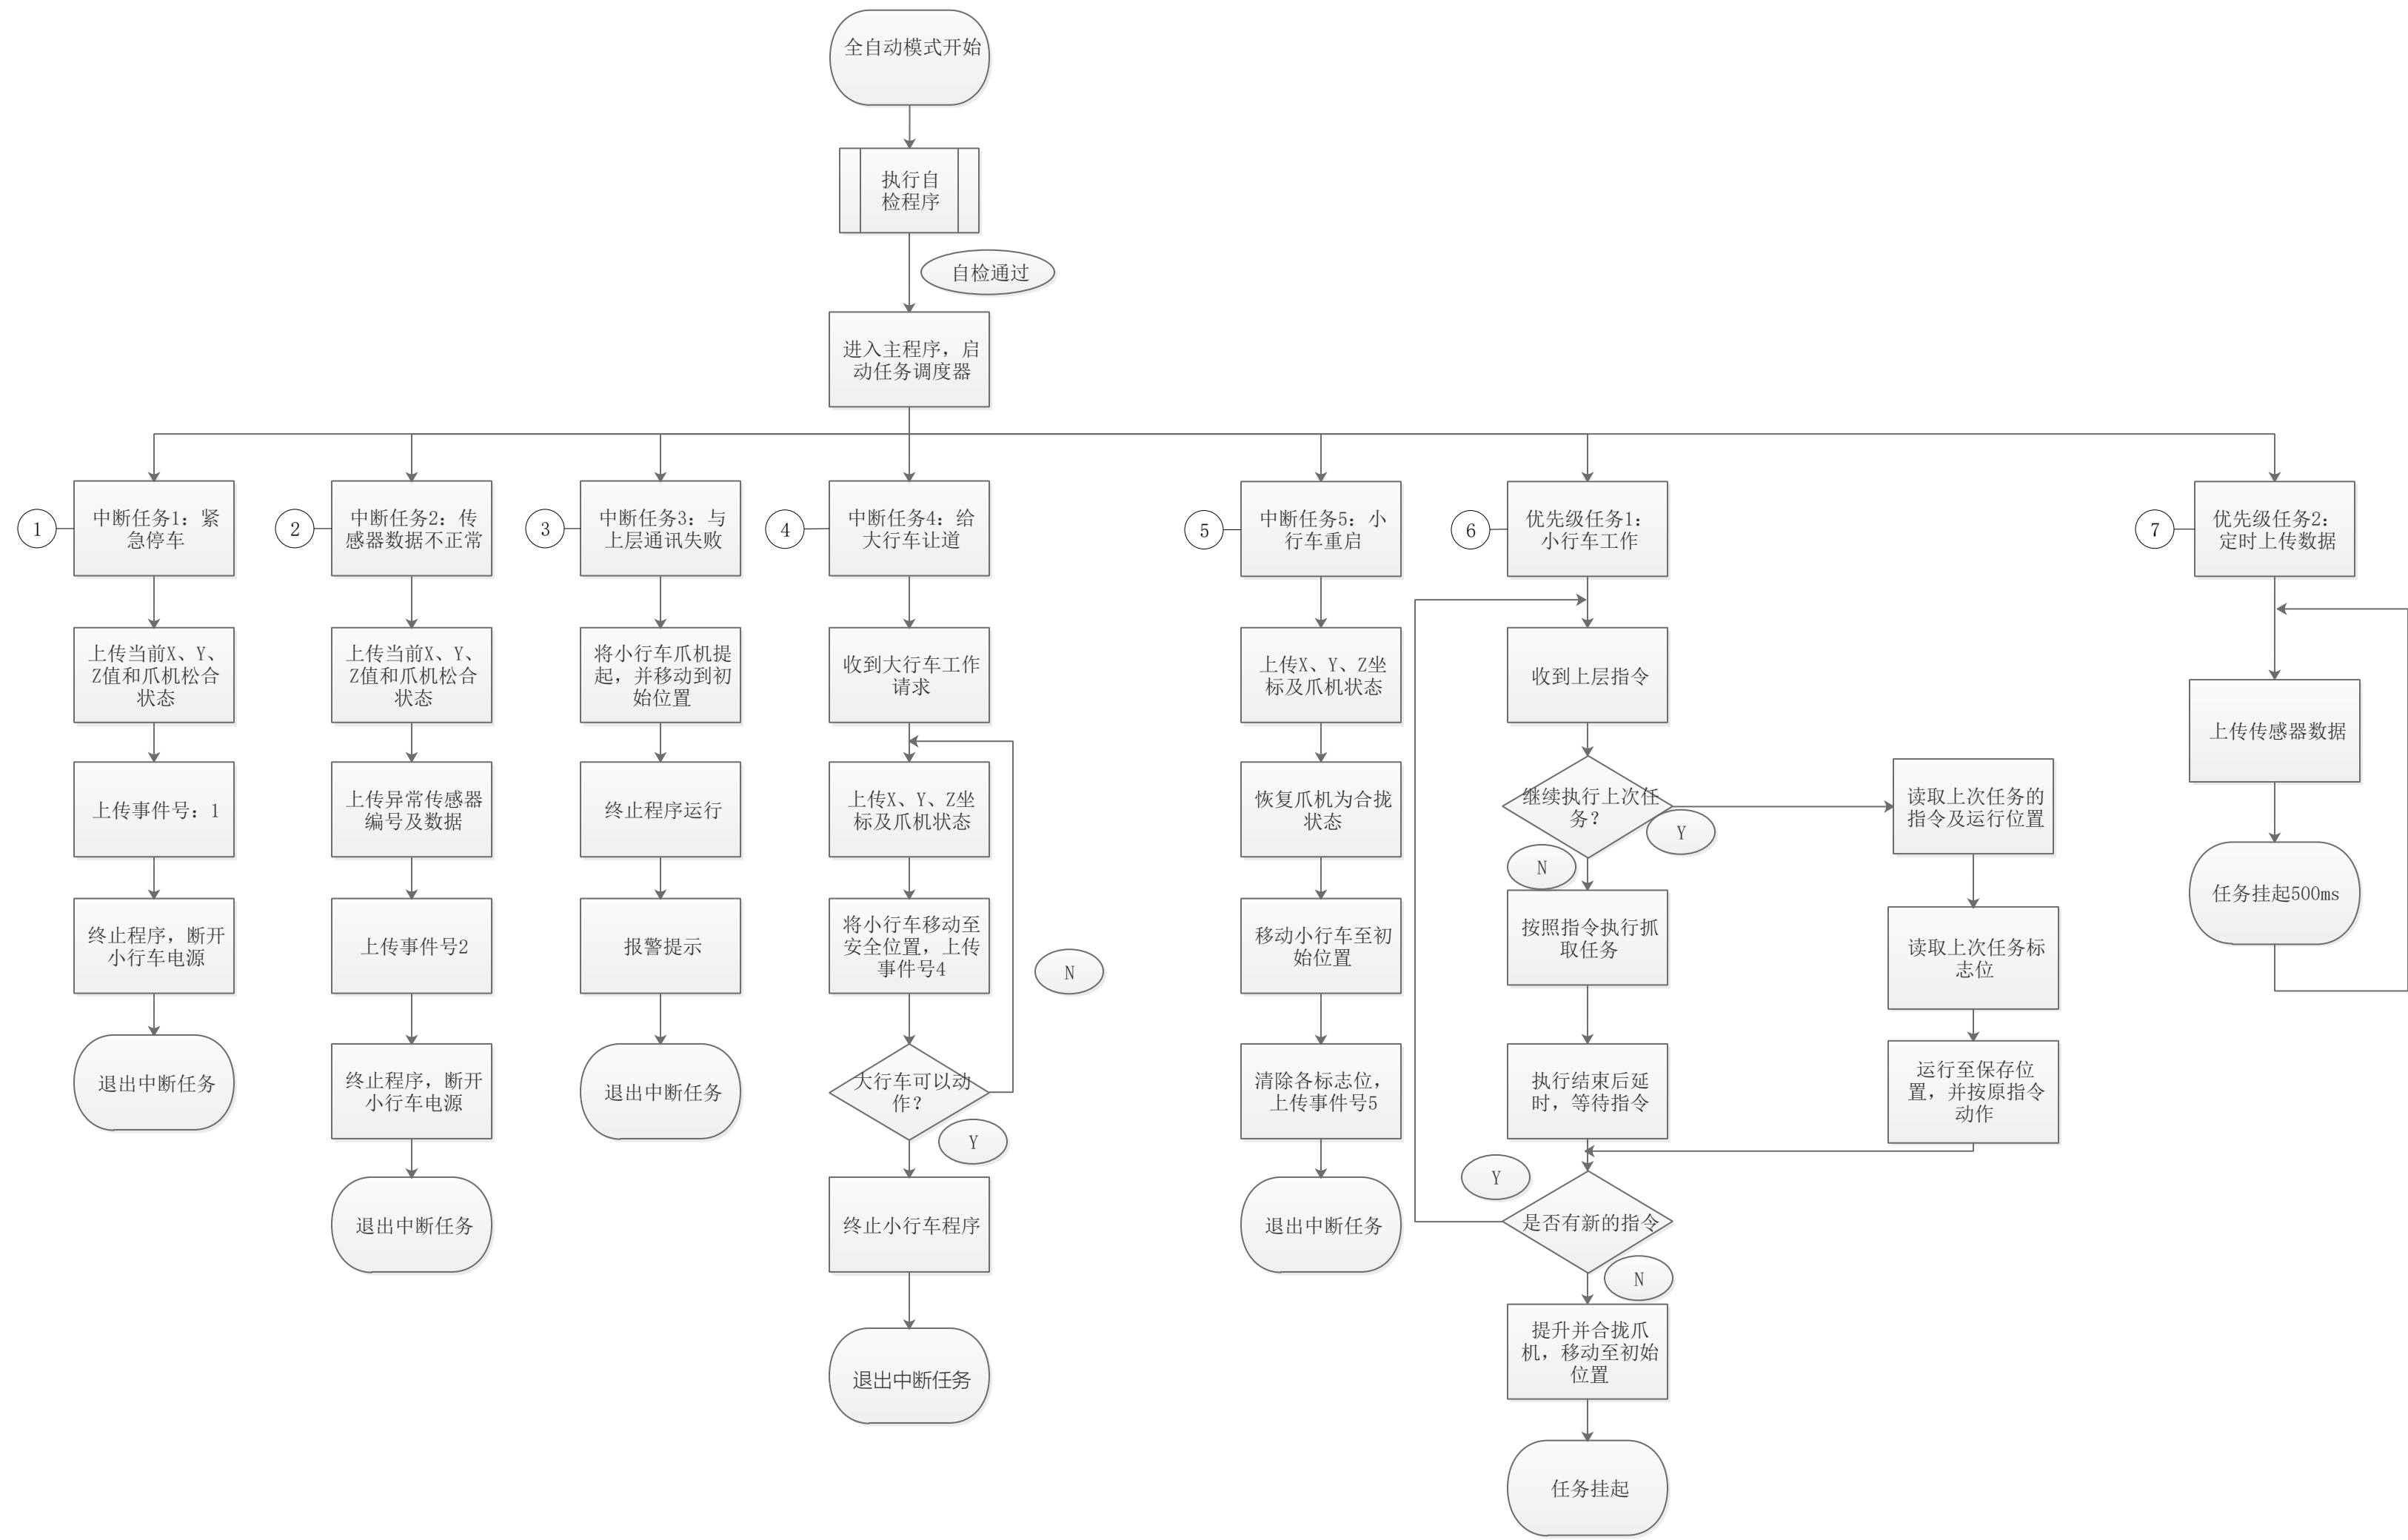 全自动模式开始
执行自
检程序
自检通过
进入主程序，启
动任务调度器
1
中断任务1：紧
急停车
上传当前X、Y、
Z值和爪机松合
状态
上传事件号：1
终止程序，断开
小行车电源
退出中断任务
2
中断任务2：传
感器数据不正常
上传当前X、Y、
Z值和爪机松合
状态
上传异常传感器
编号及数据
上传事件号2
终止程序，断开
小行车电源
退出中断任务
3
中断任务3：与
上层通讯失败
将小行车爪机提
起，并移动到初
始位置
终止程序运行
报警提示
退出中断任务
4
中断任务4：给
大行车让道
收到大行车工作
请求
上传X、Y、Z坐
标及爪机状态
将小行车移动至
安全位置，上传
事件号4
N
大行车可以动
作？
Y
终止小行车程序
退出中断任务
5
中断任务5：小
行车重启
上传X、Y、Z坐
标及爪机状态
恢复爪机为合拢
状态
移动小行车至初
始位置
清除各标志位，
上传事件号5
退出中断任务
6
优先级任务1：
小行车工作
收到上层指令
继续执行上次任
务？
Y
N
按照指令执行抓
取任务
执行结束后延
时，等待指令
读取上次任务的
指令及运行位置
读取上次任务标
志位
运行至保存位
置，并按原指令
动作
Y
是否有新的指令
N
提升并合拢爪
机，移动至初始
位置
任务挂起
7
优先级任务2：
定时上传数据
上传传感器数据
任务挂起500ms